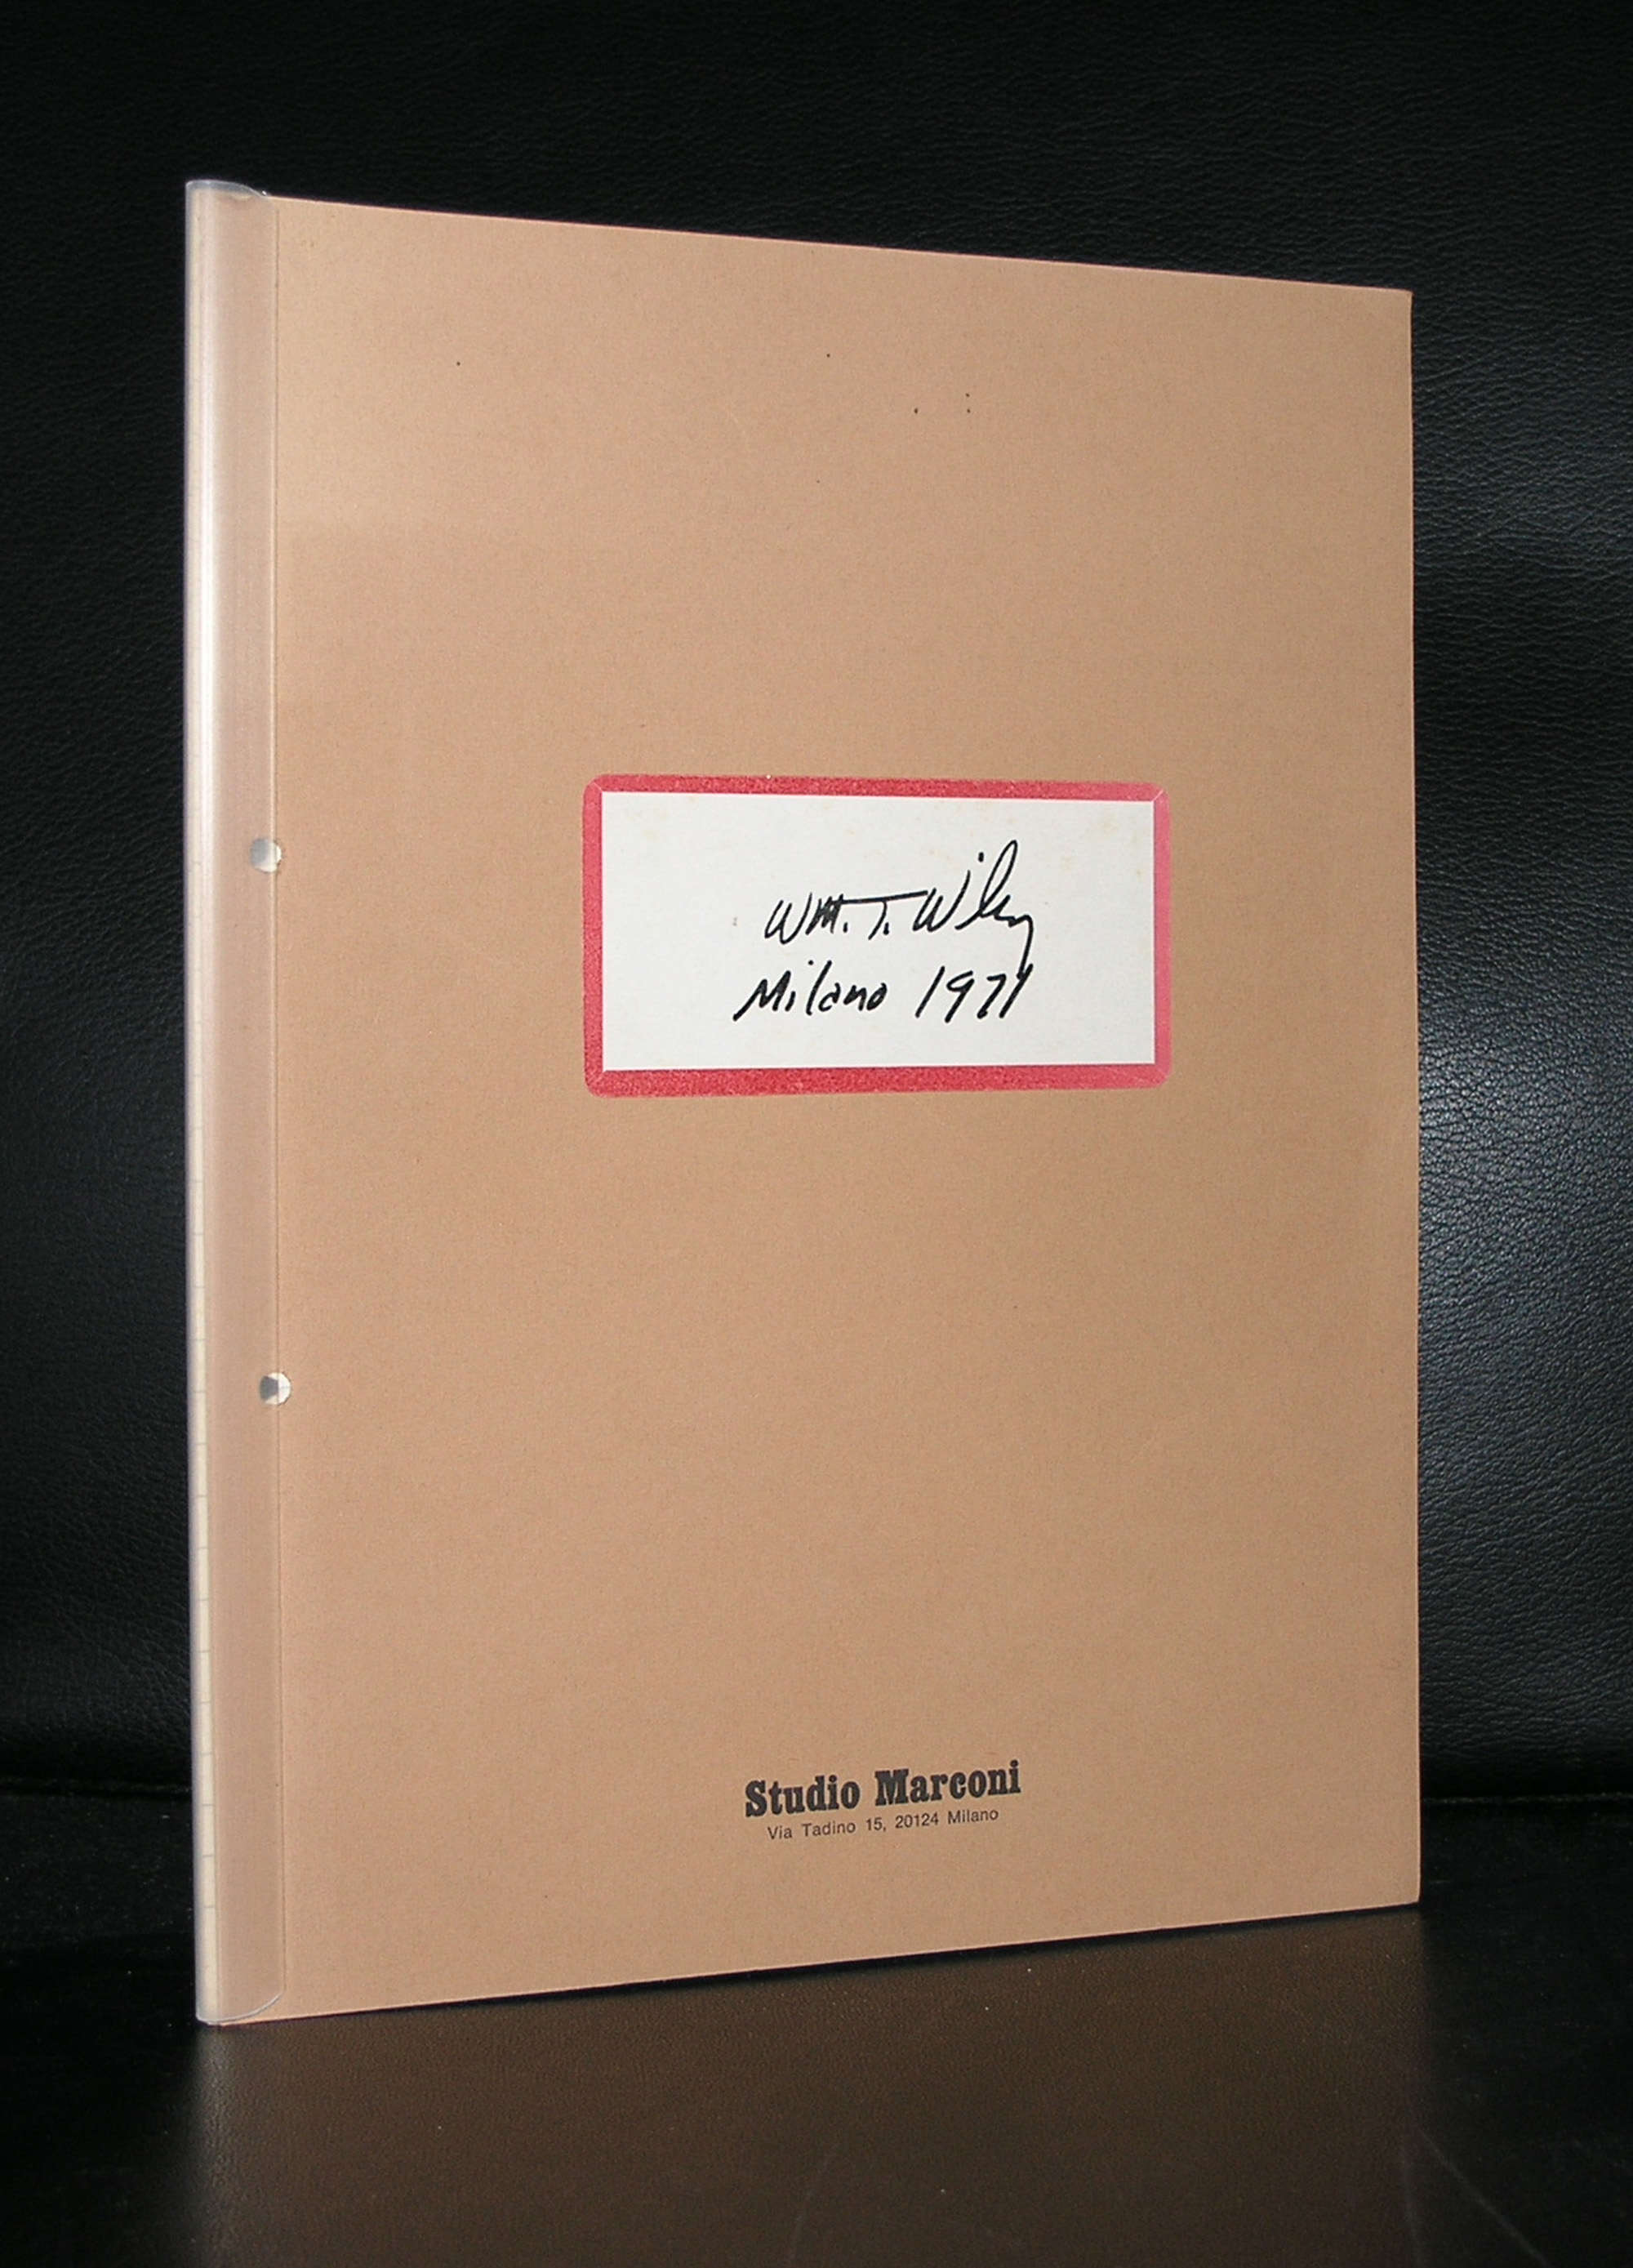 Wm. T. Wiley
Milano 1971
Studio Marconi
Via Tadino 15, 20124 Milano